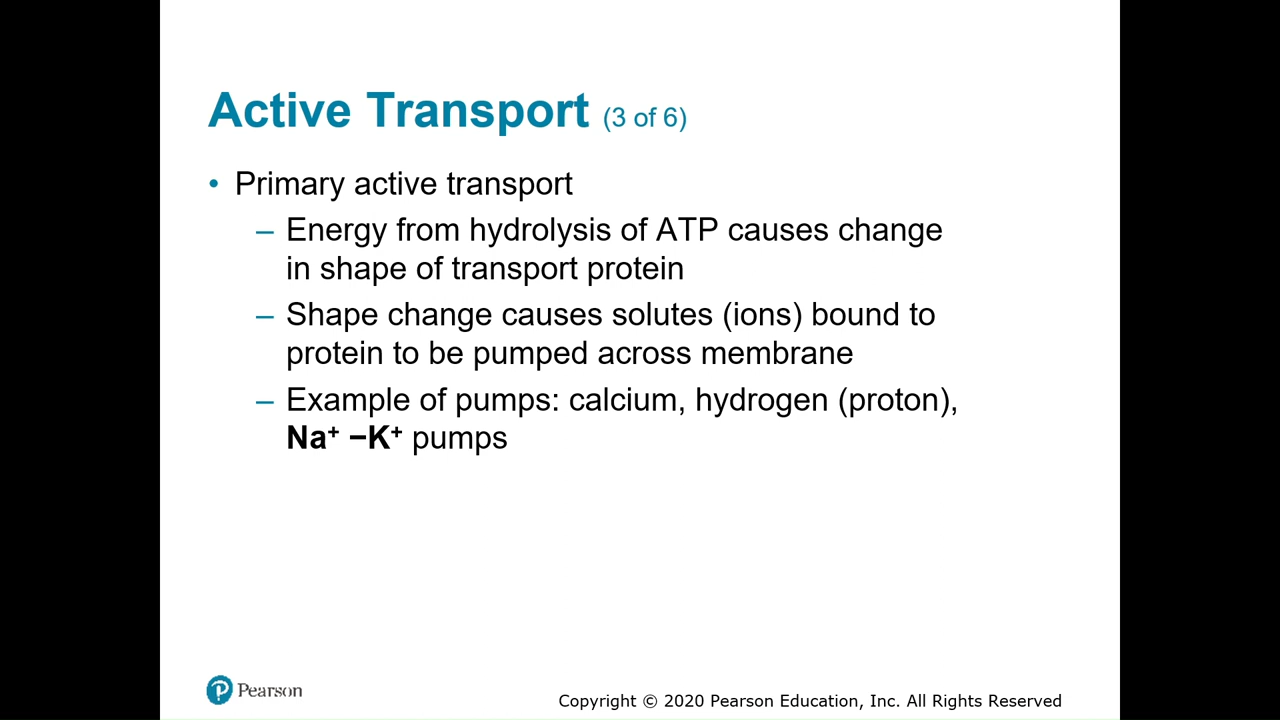 Active Transport (3 of 6)
• Primary active transport
– Energy from hydrolysis of ATP causes change
in shape of transport protein
– Shape change causes solutes (ions) bound to
protein to be pumped across membrane
– Example of pumps: calcium, hydrogen (proton),
Na⁺ −K⁺ pumps
Pearson
Copyright © 2020 Pearson Education, Inc. All Rights Reserved